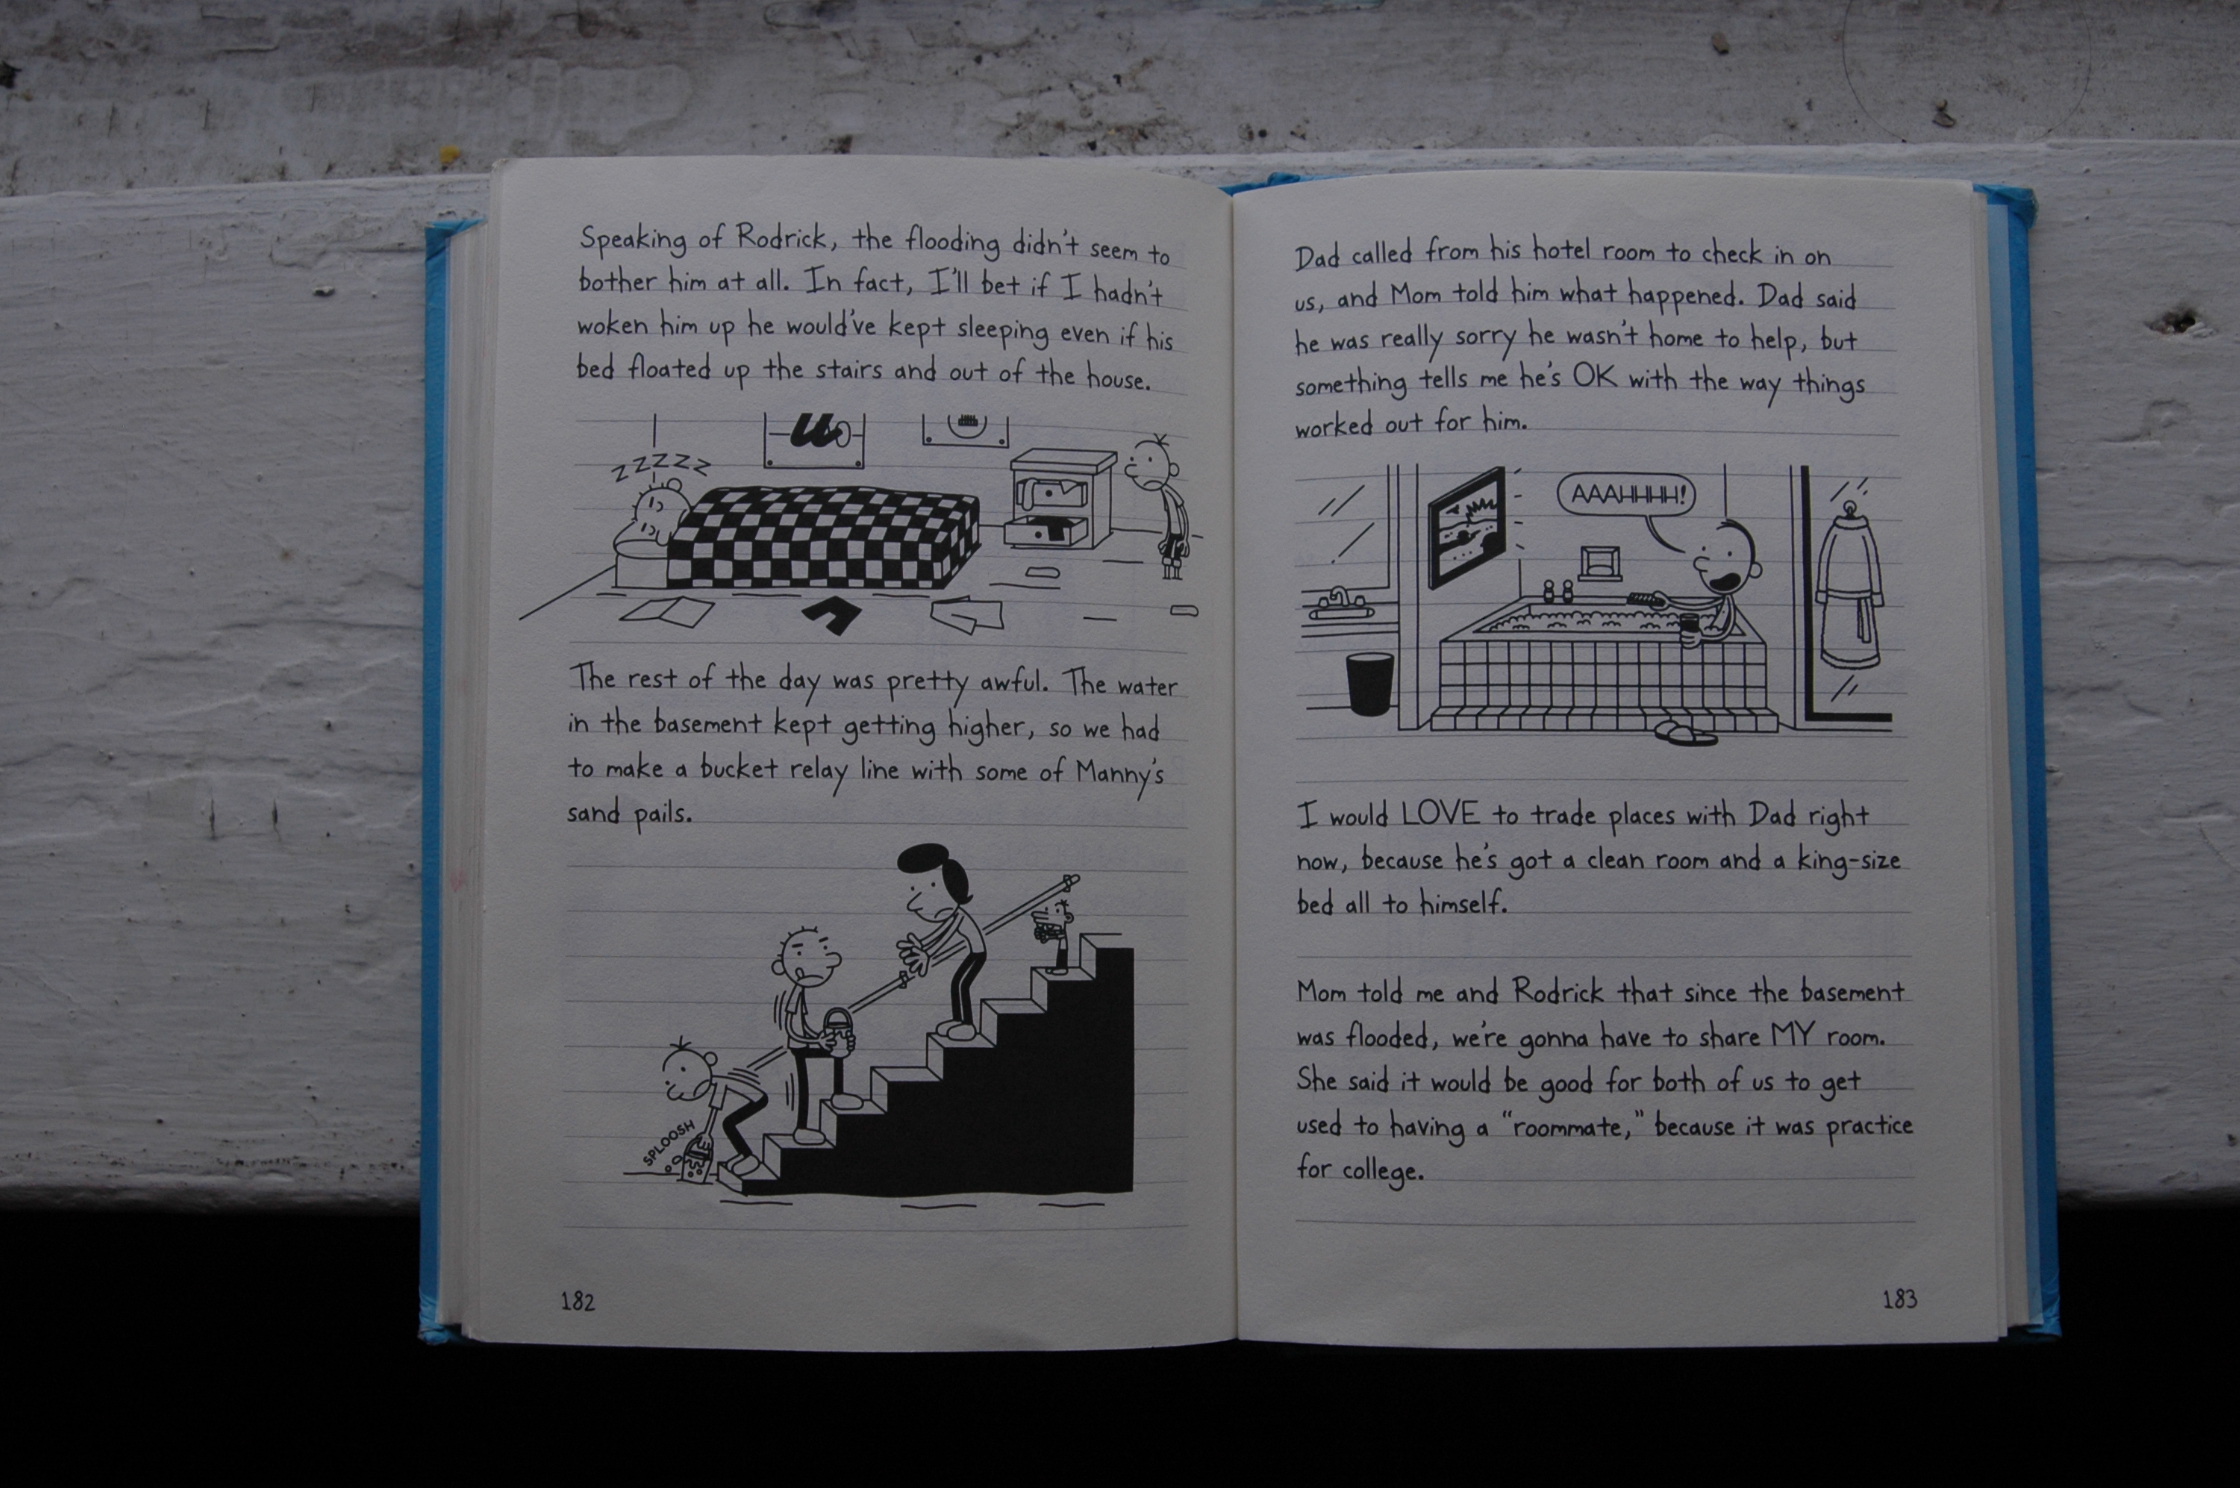 Speaking of Rodrick, the flooding didn't seem to
bother him at all. In fact, I'll bet if I hadn't
woken him up he would've kept sleeping even if his
bed floated up the stairs and out of the house.
ZZZZZ
The rest of the day was pretty awful. The water
in the basement kept getting higher, so we had
to make a bucket relay line with some of Manny's
sand pails.
SPLOOSH
182
Dad called from his hotel room to check in on
us, and Mom told him what happened. Dad said
he was really sorry he wasn't home to help, but
something tells me he's OK with the way things
worked out for him.
AAAHHHH!
I would LOVE to trade places with Dad right
now, because he's got a clean room and a king-size
bed all to himself.
Mom told me and Rodrick that since the basement
was flooded, we're gonna have to share MY room.
She said it would be good for both of us to get
used to having a "roommate," because it was practice
for college.
183